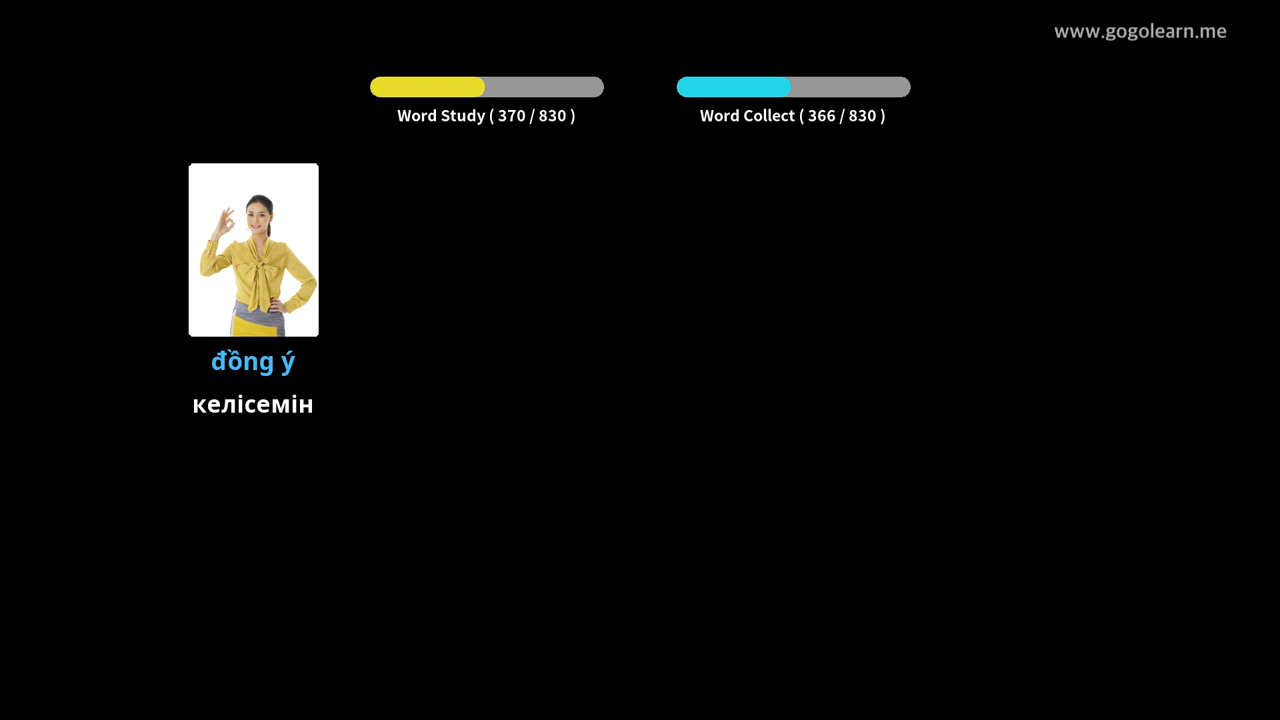 www.gogolearn.me
Word Study ( 370 / 830 )
Word Collect ( 366 / 830 )
đồng ý
келісемін